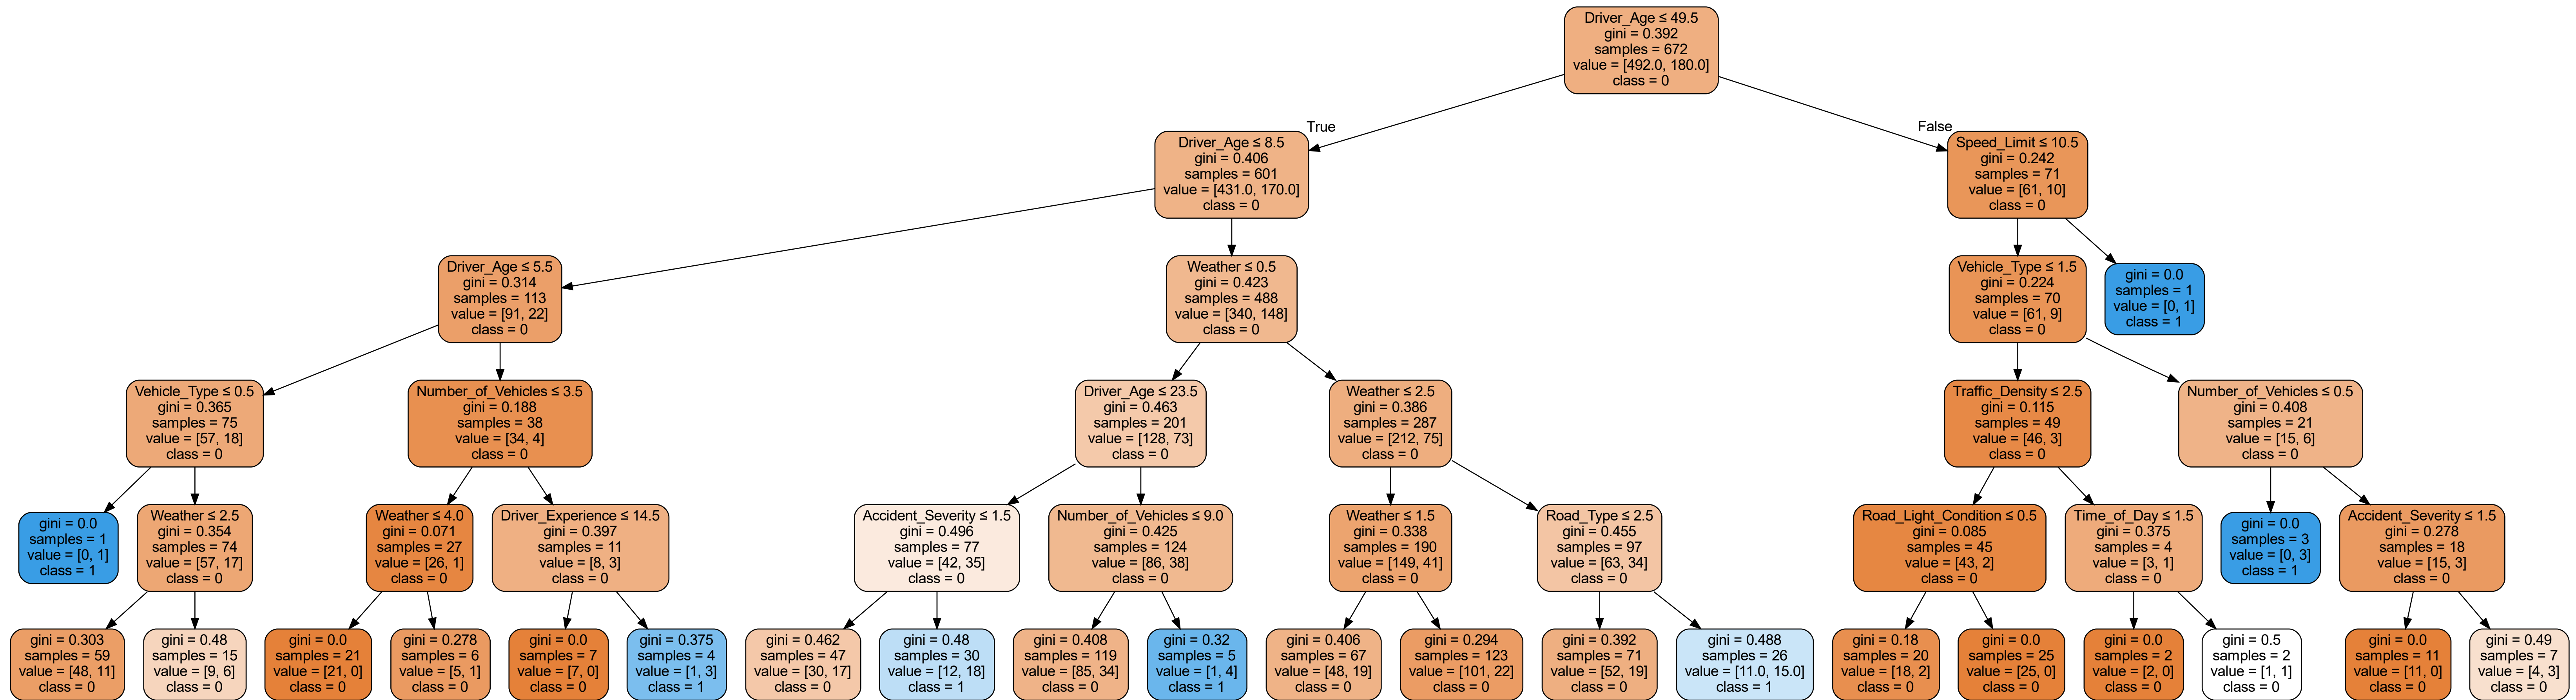 Driver_Age ≤ 49.5
gini = 0.392
samples = 672
value = [492.0, 180.0]
class = 0
True
False
Driver_Age ≤ 8.5
gini = 0.406
samples = 601
value = [431.0, 170.0]
class = 0
Speed_Limit ≤ 10.5
gini = 0.242
samples = 71
value = [61, 10]
class = 0
Driver_Age ≤ 5.5
gini = 0.314
samples = 113
value = [91, 22]
class = 0
Weather ≤ 0.5
gini = 0.423
samples = 488
value = [340, 148]
class = 0
Vehicle_Type ≤ 1.5
gini = 0.224
samples = 70
value = [61, 9]
class = 0
gini = 0.0
samples = 1
value = [0, 1]
class = 1
Vehicle_Type ≤ 0.5
gini = 0.365
samples = 75
value = [57, 18]
class = 0
Number_of_Vehicles ≤ 3.5
gini = 0.188
samples = 38
value = [34, 4]
class = 0
Driver_Age ≤ 23.5
gini = 0.463
samples = 201
value = [128, 73]
class = 0
Weather ≤ 2.5
gini = 0.386
samples = 287
value = [212, 75]
class = 0
Traffic_Density ≤ 2.5
gini = 0.115
samples = 49
value = [46, 3]
class = 0
Number_of_Vehicles ≤ 0.5
gini = 0.408
samples = 21
value = [15, 6]
class = 0
gini = 0.0
samples = 1
value = [0, 1]
class = 1
Weather ≤ 2.5
gini = 0.354
samples = 74
value = [57, 17]
class = 0
Weather ≤ 4.0
gini = 0.071
samples = 27
value = [26, 1]
class = 0
Driver_Experience ≤ 14.5
gini = 0.397
samples = 11
value = [8, 3]
class = 0
Accident_Severity ≤ 1.5
gini = 0.496
samples = 77
value = [42, 35]
class = 0
Number_of_Vehicles ≤ 9.0
gini = 0.425
samples = 124
value = [86, 38]
class = 0
Weather ≤ 1.5
gini = 0.338
samples = 190
value = [149, 41]
class = 0
Road_Type ≤ 2.5
gini = 0.455
samples = 97
value = [63, 34]
class = 0
Road_Light_Condition ≤ 0.5
gini = 0.085
samples = 45
value = [43, 2]
class = 0
Time_of_Day ≤ 1.5
gini = 0.375
samples = 4
value = [3, 1]
class = 0
gini = 0.0
samples = 3
value = [0, 3]
class = 1
Accident_Severity ≤ 1.5
gini = 0.278
samples = 18
value = [15, 3]
class = 0
gini = 0.303
samples = 59
value = [48, 11]
class = 0
gini = 0.48
samples = 15
value = [9, 6]
class = 0
gini = 0.0
samples = 21
value = [21, 0]
class = 0
gini = 0.278
samples = 6
value = [5, 1]
class = 0
gini = 0.0
samples = 7
value = [7, 0]
class = 0
gini = 0.375
samples = 4
value = [1, 3]
class = 1
gini = 0.462
samples = 47
value = [30, 17]
class = 0
gini = 0.48
samples = 30
value = [12, 18]
class = 1
gini = 0.408
samples = 119
value = [85, 34]
class = 0
gini = 0.32
samples = 5
value = [1, 4]
class = 1
gini = 0.406
samples = 67
value = [48, 19]
class = 0
gini = 0.294
samples = 123
value = [101, 22]
class = 0
gini = 0.392
samples = 71
value = [52, 19]
class = 0
gini = 0.488
samples = 26
value = [11.0, 15.0]
class = 1
gini = 0.18
samples = 20
value = [18, 2]
class = 0
gini = 0.0
samples = 25
value = [25, 0]
class = 0
gini = 0.0
samples = 2
value = [2, 0]
class = 0
gini = 0.5
samples = 2
value = [1, 1]
class = 0
gini = 0.0
samples = 11
value = [11, 0]
class = 0
gini = 0.49
samples = 7
value = [4, 3]
class = 0